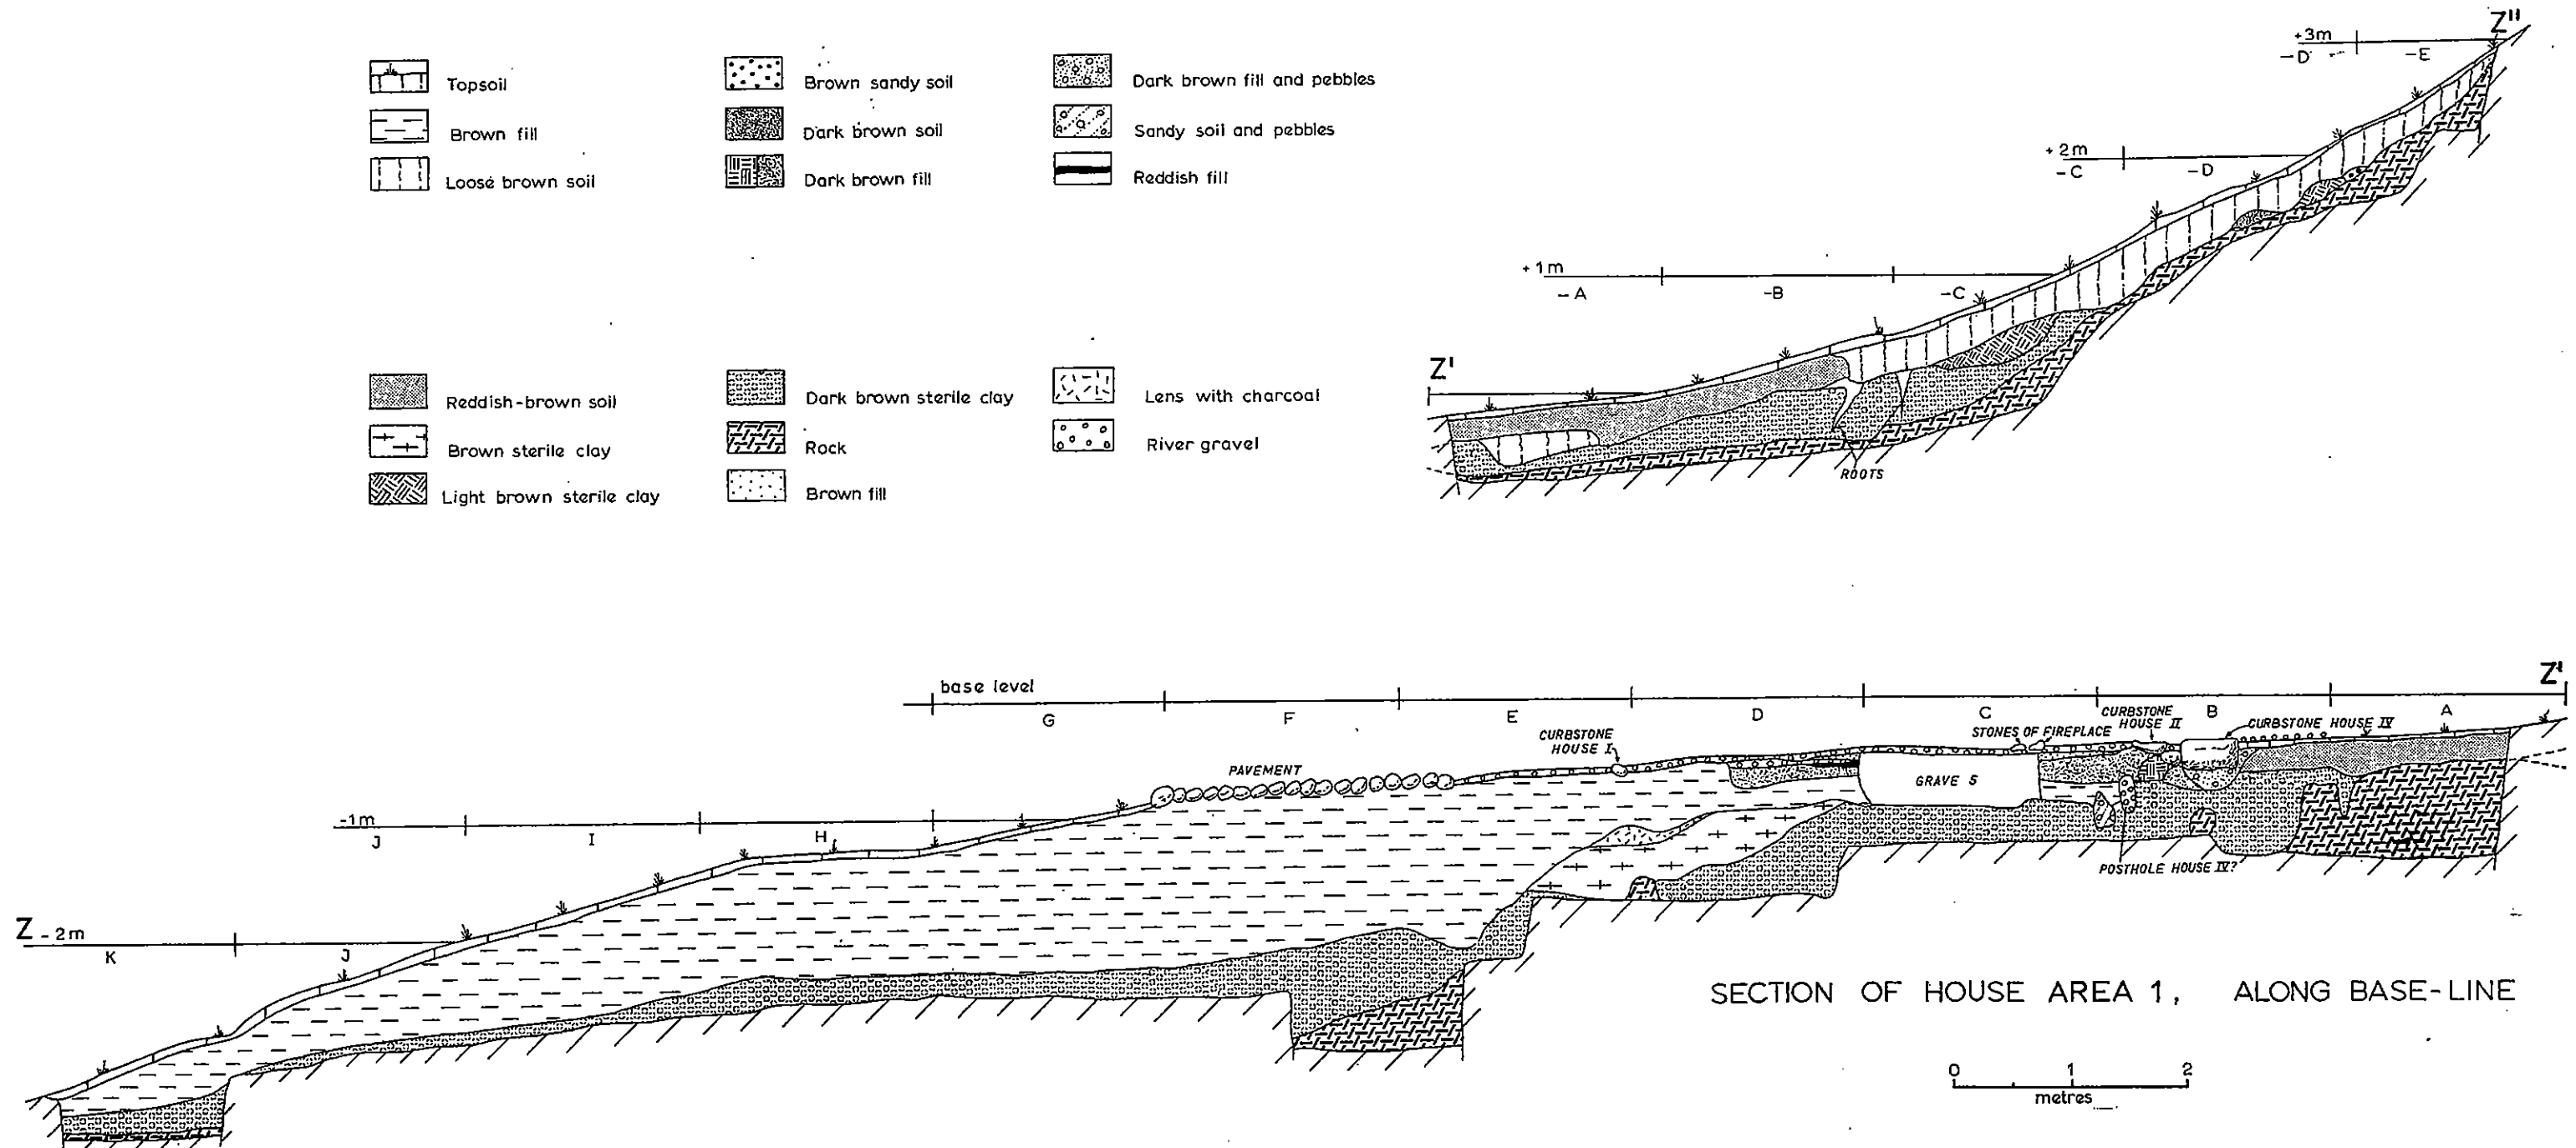 Topsoil
Brown fill
Loose brown soil
Brown sandy soil
Dark brown soil
Dark brown fill
Dark brown fill and pebbles
Sandy soil and pebbles
Reddish fill
Reddish-brown soil
Brown sterile clay
Light brown sterile clay
Dark brown sterile clay
Rock
Brown fill
Lens with charcoal
River gravel
Z"
+3m
-D -E
+2m
-C -D
+1m
-A -B -C
Z'
ROOTS
Z'
base level
G F E D C B A
CURBSTONE HOUSE II
CURBSTONE HOUSE IV
STONES OF FIREPLACE
CURBSTONE
HOUSE I
PAVEMENT
GRAVE 5
-1m
J I H
POSTHOLE HOUSE IV?
Z -2m
K J
SECTION OF HOUSE AREA 1, ALONG BASE-LINE
0 1 2
metres